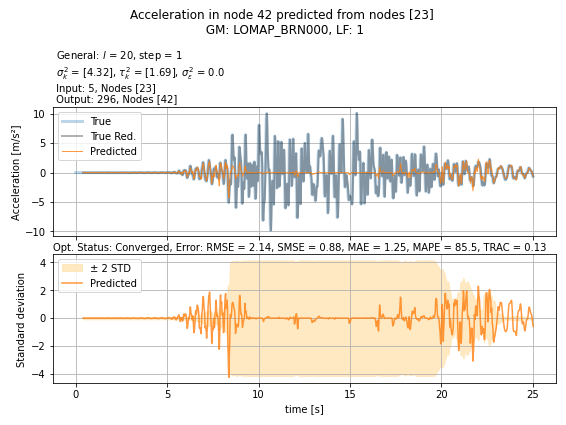 Acceleration in node 42 predicted from nodes [23]
GM: LOMAP_BRN000, LF: 1
General: l = 20, step = 1
σ²ₖ = [4.32], τ²ₖ = [1.69], σ²ε = 0.0
Input: 5, Nodes [23]
Output: 296, Nodes [42]
Acceleration [m/s²]
10
5
0
−5
−10
True
True Red.
Predicted
Opt. Status: Converged, Error: RMSE = 2.14, SMSE = 0.88, MAE = 1.25, MAPE = 85.5, TRAC = 0.13
Standard deviation
4
2
0
−2
−4
± 2 STD
Predicted
0 5 10 15 20 25
time [s]